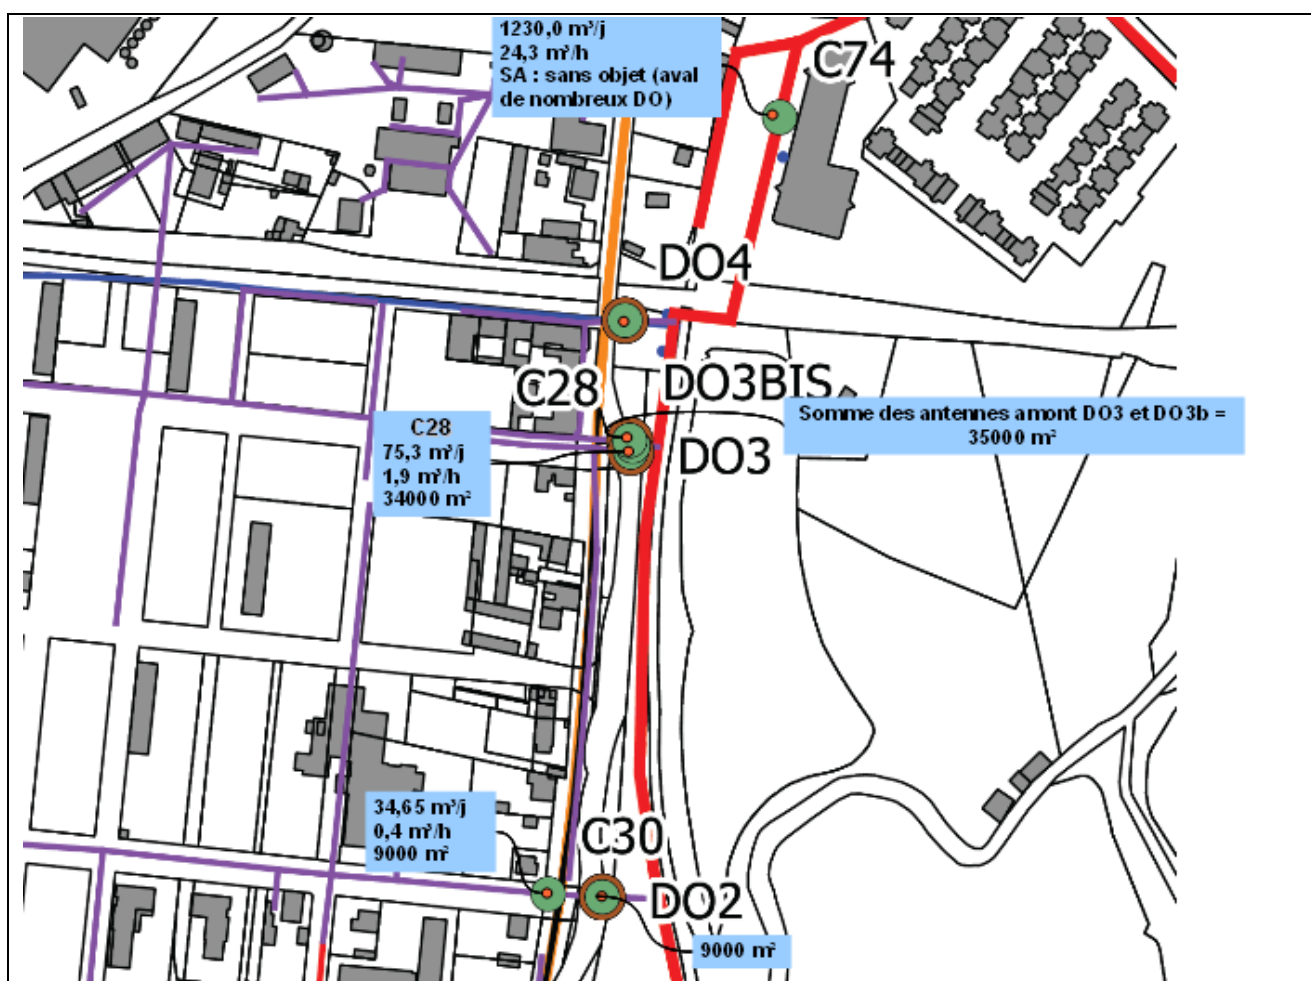 1230,0 m³/j
24,3 m³/h
SA : sans objet (aval
de nombreux DO)
C74
DO4
C28
DO3BIS
Somme des antennes amont DO3 et DO3b =
35000 m²
C28
75,3 m³/j
1,9 m³/h
34000 m²
DO3
34,65 m³/j
0,4 m³/h
9000 m²
C30
DO2
9000 m²